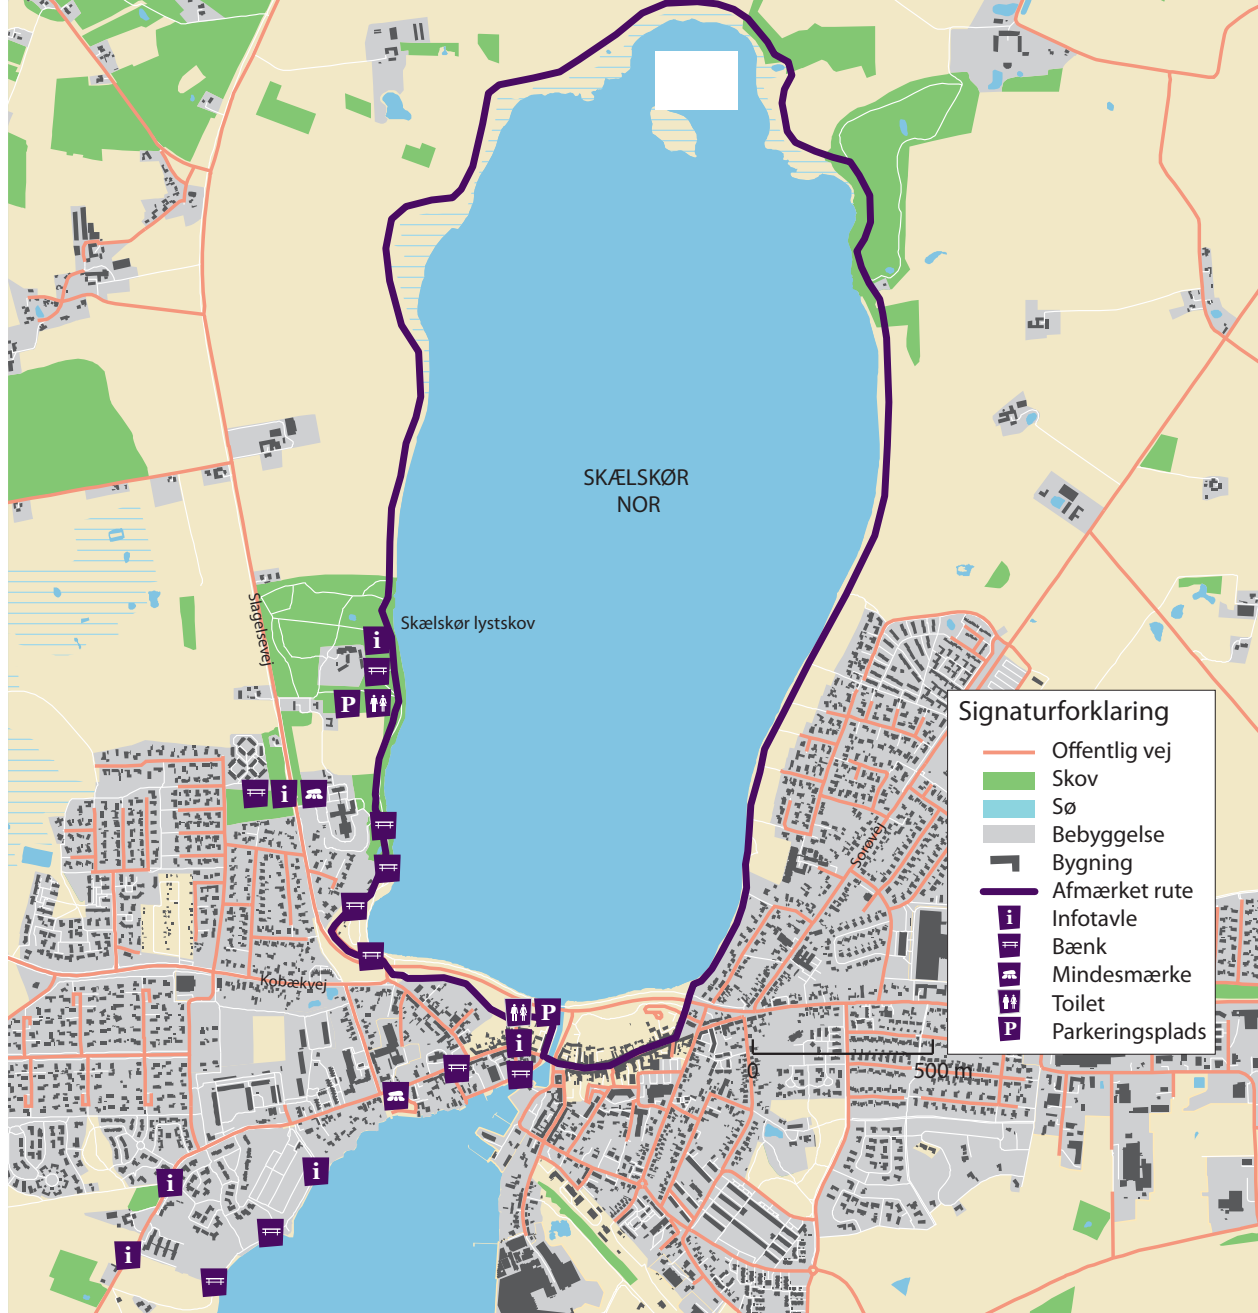 SKÆLSKØR
NOR
Skælskør lystskov
Slagelsevej
i
P
i
Sorøvej
Kobækvej
P
i
i
i
i
0
500 m
Signaturforklaring
Offentlig vej
Skov
Sø
Bebyggelse
Bygning
Afmærket rute
i Infotavle
Bænk
Mindesmærke
Toilet
P Parkeringsplads